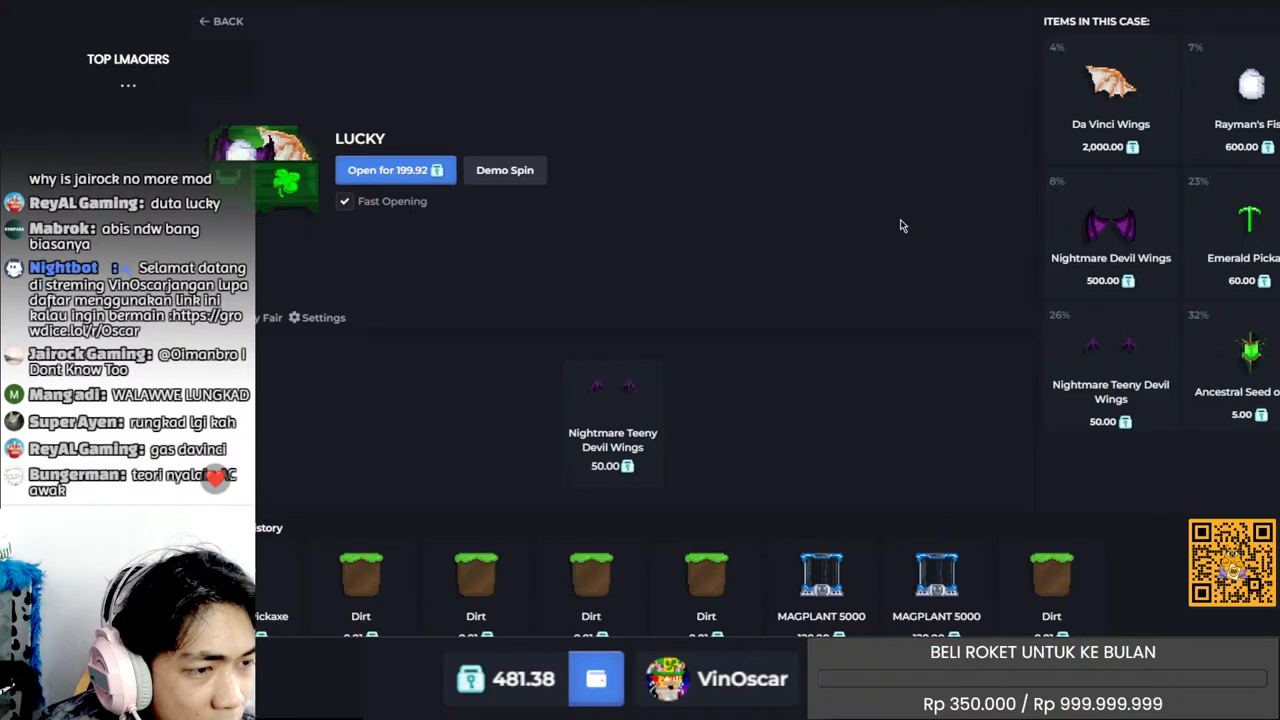 ← BACK
TOP LMAOERS
...
LUCKY
Open for 199.92
Demo Spin
Fast Opening
why is jairock no more mod
ReyAL Gaming: duta lucky
Mabrok: abis ndw bang
biasanya
Nightbot : Selamat datang
di streming VinOscarjangan lupa
daftar menggunakan link ini
kalau ingin bermain :https://gro
wdice.lol/r/Oscar
Jairock Gaming: @Oimanbro I
Dont Know Too
Mang adi: WALAWWE LUNGKAD
Super Ayen: rungkad lgi kah
ReyAL Gaming: gas davinci
Bungerman: teori
awak
y Fair
Settings
Nightmare Teeny
Devil Wings
50.00
ITEMS IN THIS CASE:
4%
Da Vinci Wings
2,000.00
7%
Rayman's Fis
600.00
8%
Nightmare Devil Wings
500.00
23%
Emerald Picka
60.00
26%
Nightmare Teeny Devil
Wings
50.00
32%
Ancestral Seed o
5.00
istory
ickaxe
Dirt
Dirt
Dirt
Dirt
MAGPLANT 5000
MAGPLANT 5000
Dirt
481.38
VinOscar
BELI ROKET UNTUK KE BULAN
Rp 350.000 / Rp 999.999.999